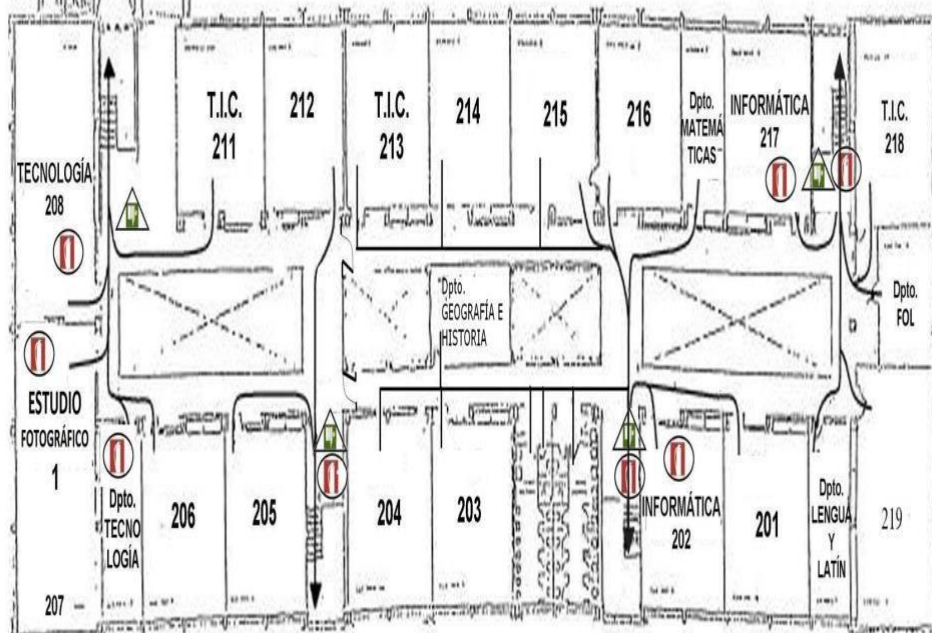 TECNOLOGÍA
208
T.I.C.
211
212
T.I.C.
213
214
215
216
Dpto.
MATEMÁ
TICAS
INFORMÁTICA
217
T.I.C.
218
Dpto.
GEOGRAFÍA E
HISTORIA
Dpto.
FOL
ESTUDIO
FOTOGRÁFICO
1
207
Dpto.
TECNO
LOGÍA
206
205
204
203
INFORMÁTICA
202
201
Dpto.
LENGUA
Y
LATÍN
219